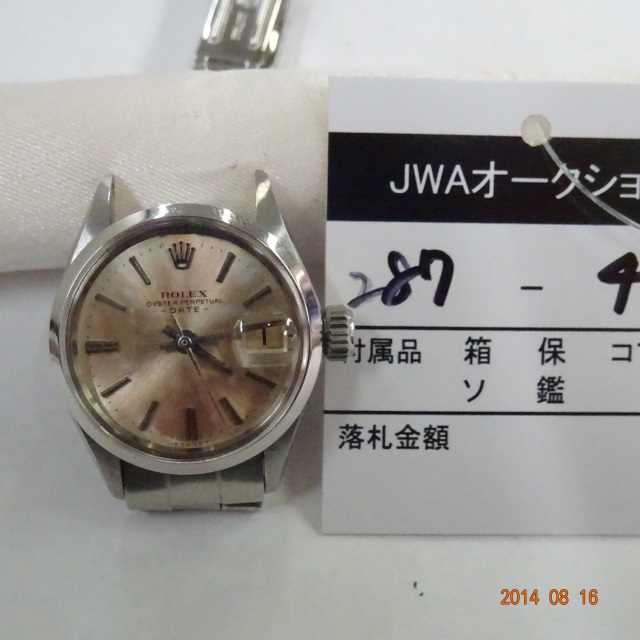 ROLEX
OYSTER PERPETUAL
-DATE-
JWAオークショ
287 - 4
付属品 箱 保 コ
ソ 鑑
落札金額
2014 08 16